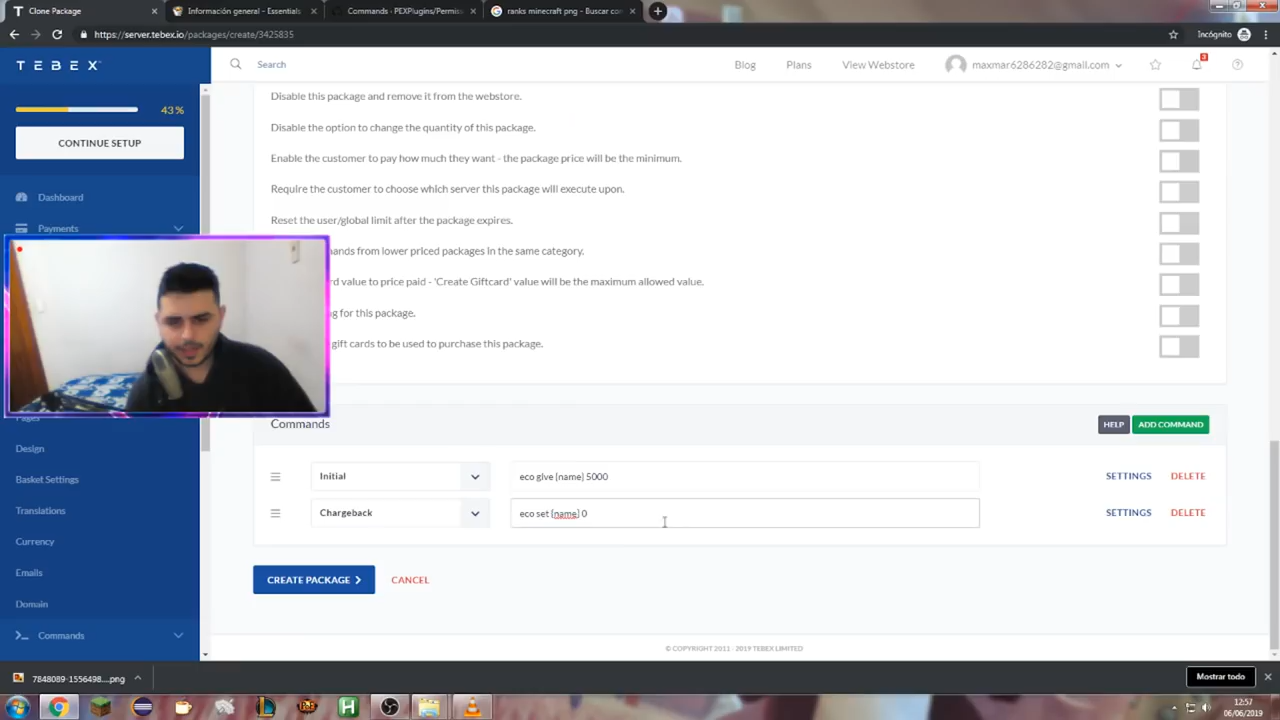 Clone Package
Información general - Essentials
Commands - PEXPlugins/Permiss
ranks minecraft png - Buscar con
https://server.tebex.io/packages/create/3425835
Incógnito
TEBEX
Search
Blog
Plans
View Webstore
maxmar6286282@gmail.com
3
43%
CONTINUE SETUP
Dashboard
Payments
Pages
Design
Basket Settings
Translations
Currency
Emails
Domain
Commands
Disable this package and remove it from the webstore.
Disable the option to change the quantity of this package.
Enable the customer to pay how much they want - the package price will be the minimum.
Require the customer to choose which server this package will execute upon.
Reset the user/global limit after the package expires.
from lower priced packages in the same category.
value to price paid - 'Create Giftcard' value will be the maximum allowed value.
for this package.
gift cards to be used to purchase this package.
Commands
HELP
ADD COMMAND
Initial
eco give {name} 5000
SETTINGS
DELETE
Chargeback
eco set {name} 0
SETTINGS
DELETE
CREATE PACKAGE
CANCEL
© COPYRIGHT 2011 - 2019 TEBEX LIMITED
7848089-1556498....png
Mostrar todo
12:57
06/06/2019